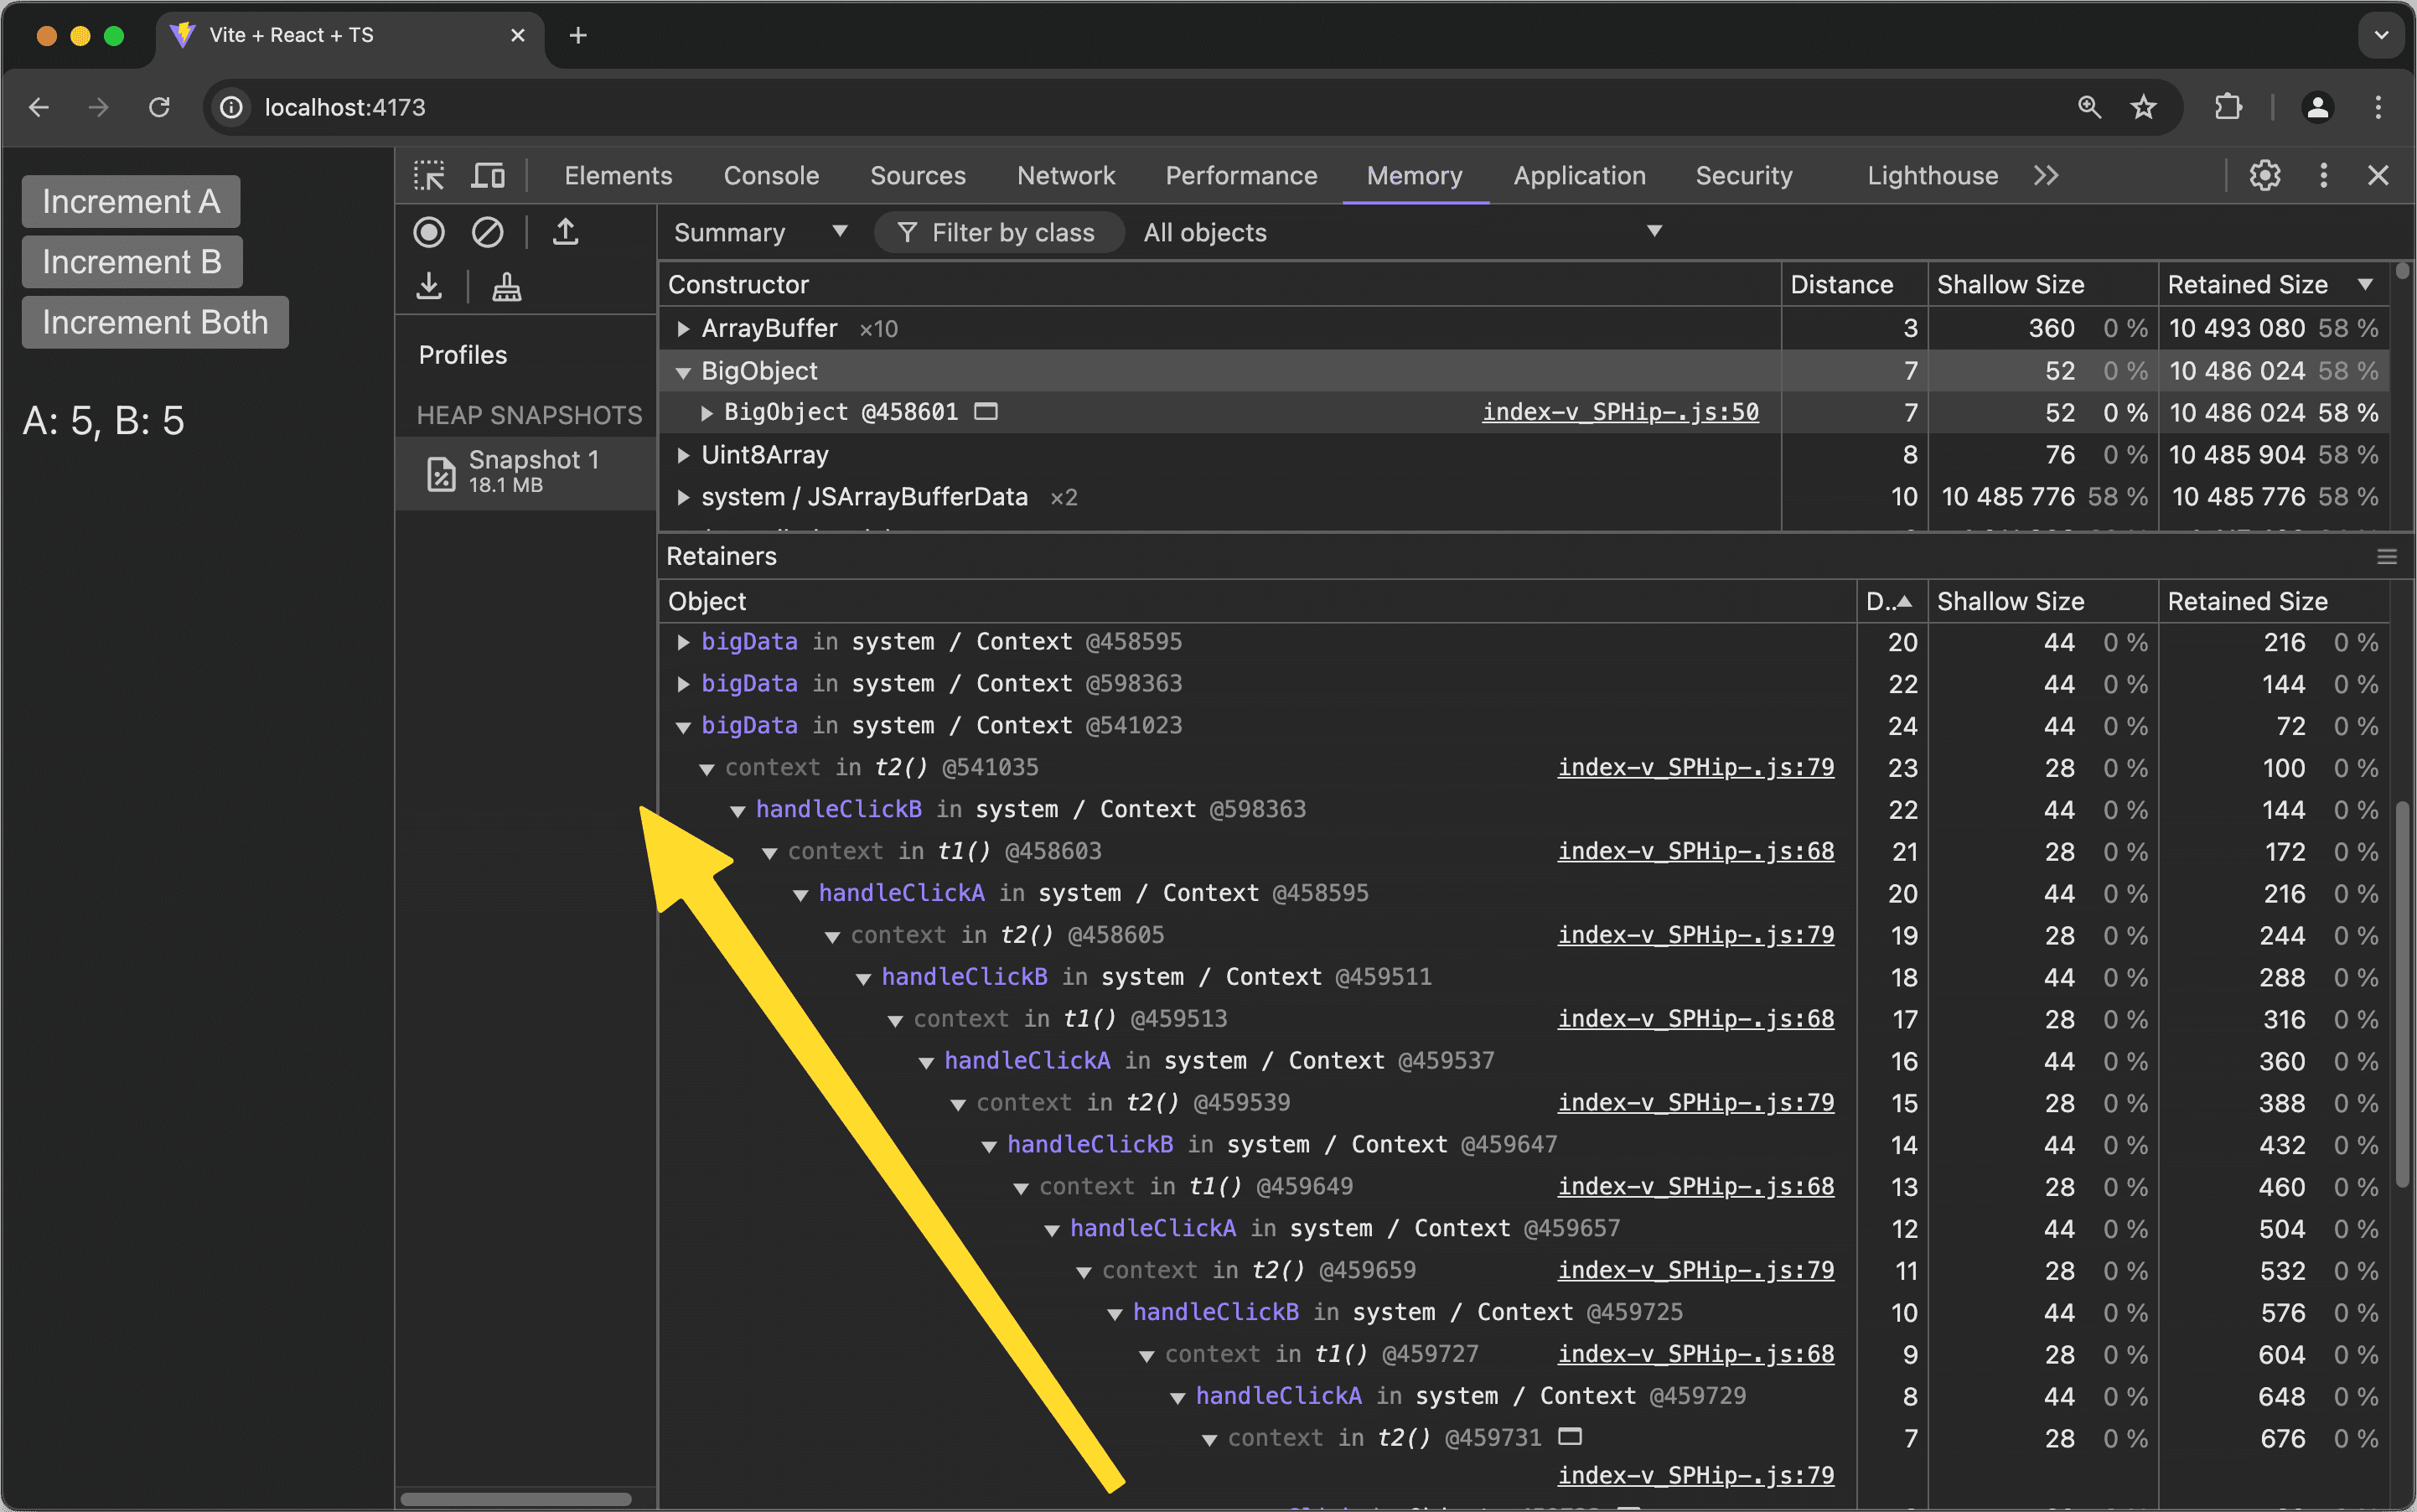 Vite + React + TS
localhost:4173
Increment A
Increment B
Increment Both
A: 5, B: 5
Elements Console Sources Network Performance Memory Application Security Lighthouse
Profiles
HEAP SNAPSHOTS
Snapshot 1
18.1 MB
Summary Filter by class All objects
Constructor Distance Shallow Size Retained Size
ArrayBuffer ×10 3 360 0 % 10 493 080 58 %
BigObject 7 52 0 % 10 486 024 58 %
BigObject @458601 index-v_SPHip-.js:50 7 52 0 % 10 486 024 58 %
Uint8Array 8 76 0 % 10 485 904 58 %
system / JSArrayBufferData ×2 10 10 485 776 58 % 10 485 776 58 %
Retainers
Object D.. Shallow Size Retained Size
bigData in system / Context @458595 20 44 0 % 216 0 %
bigData in system / Context @598363 22 44 0 % 144 0 %
bigData in system / Context @541023 24 44 0 % 72 0 %
context in t2() @541035 index-v_SPHip-.js:79 23 28 0 % 100 0 %
handleClickB in system / Context @598363 22 44 0 % 144 0 %
context in t1() @458603 index-v_SPHip-.js:68 21 28 0 % 172 0 %
handleClickA in system / Context @458595 20 44 0 % 216 0 %
context in t2() @458605 index-v_SPHip-.js:79 19 28 0 % 244 0 %
handleClickB in system / Context @459511 18 44 0 % 288 0 %
context in t1() @459513 index-v_SPHip-.js:68 17 28 0 % 316 0 %
handleClickA in system / Context @459537 16 44 0 % 360 0 %
context in t2() @459539 index-v_SPHip-.js:79 15 28 0 % 388 0 %
handleClickB in system / Context @459647 14 44 0 % 432 0 %
context in t1() @459649 index-v_SPHip-.js:68 13 28 0 % 460 0 %
handleClickA in system / Context @459657 12 44 0 % 504 0 %
context in t2() @459659 index-v_SPHip-.js:79 11 28 0 % 532 0 %
handleClickB in system / Context @459725 10 44 0 % 576 0 %
context in t1() @459727 index-v_SPHip-.js:68 9 28 0 % 604 0 %
handleClickA in system / Context @459729 8 44 0 % 648 0 %
context in t2() @459731 7 28 0 % 676 0 %
index-v_SPHip-.js:79